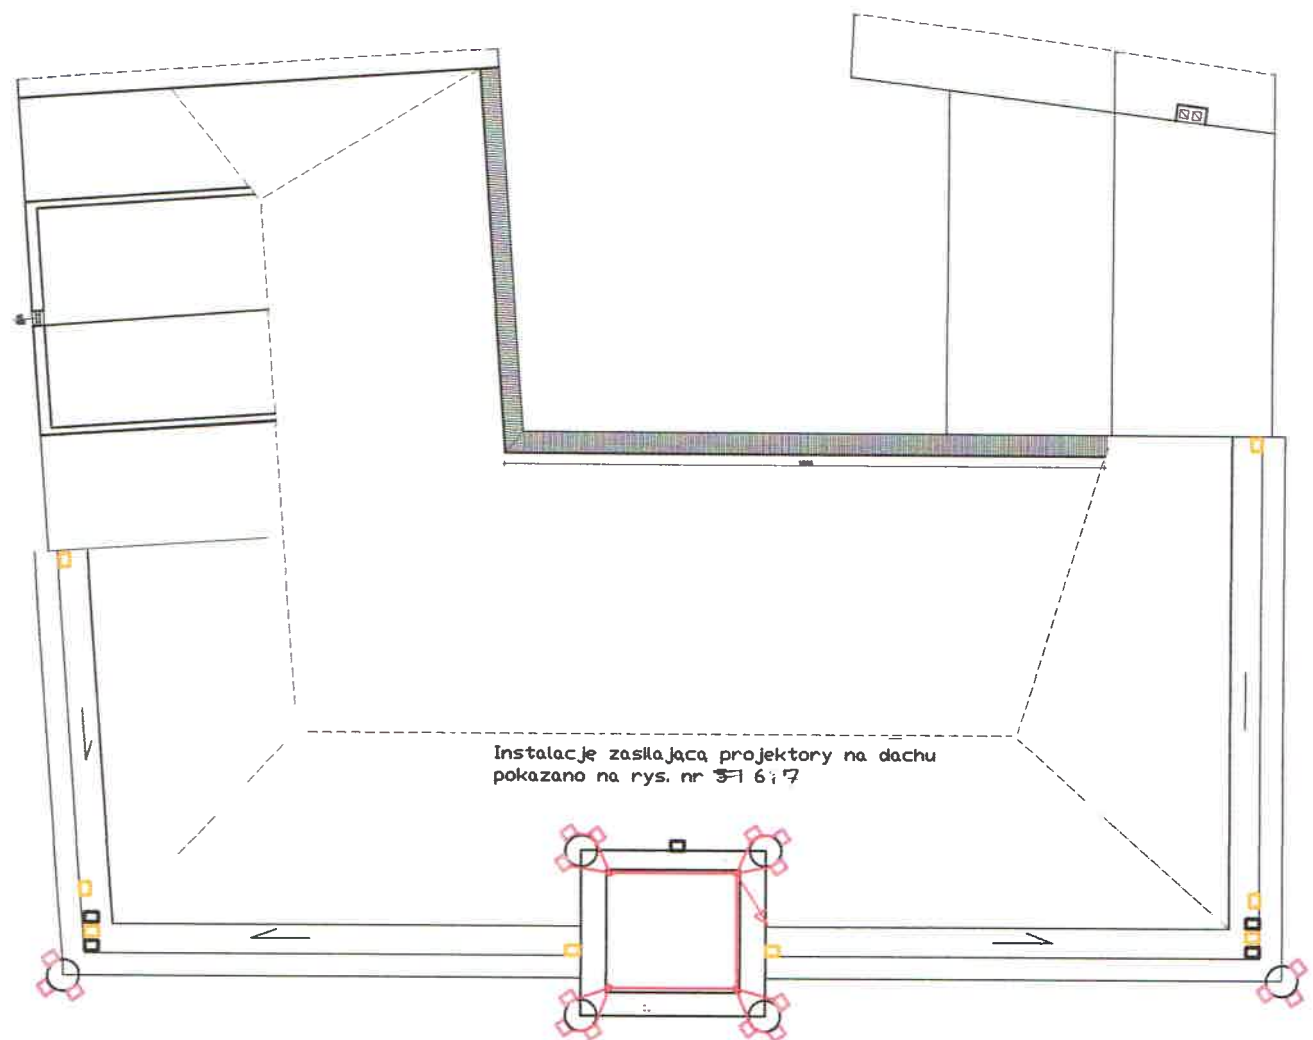 Instalację zasilającą projektory na dachu
pokazano na rys. nr 6 i 7